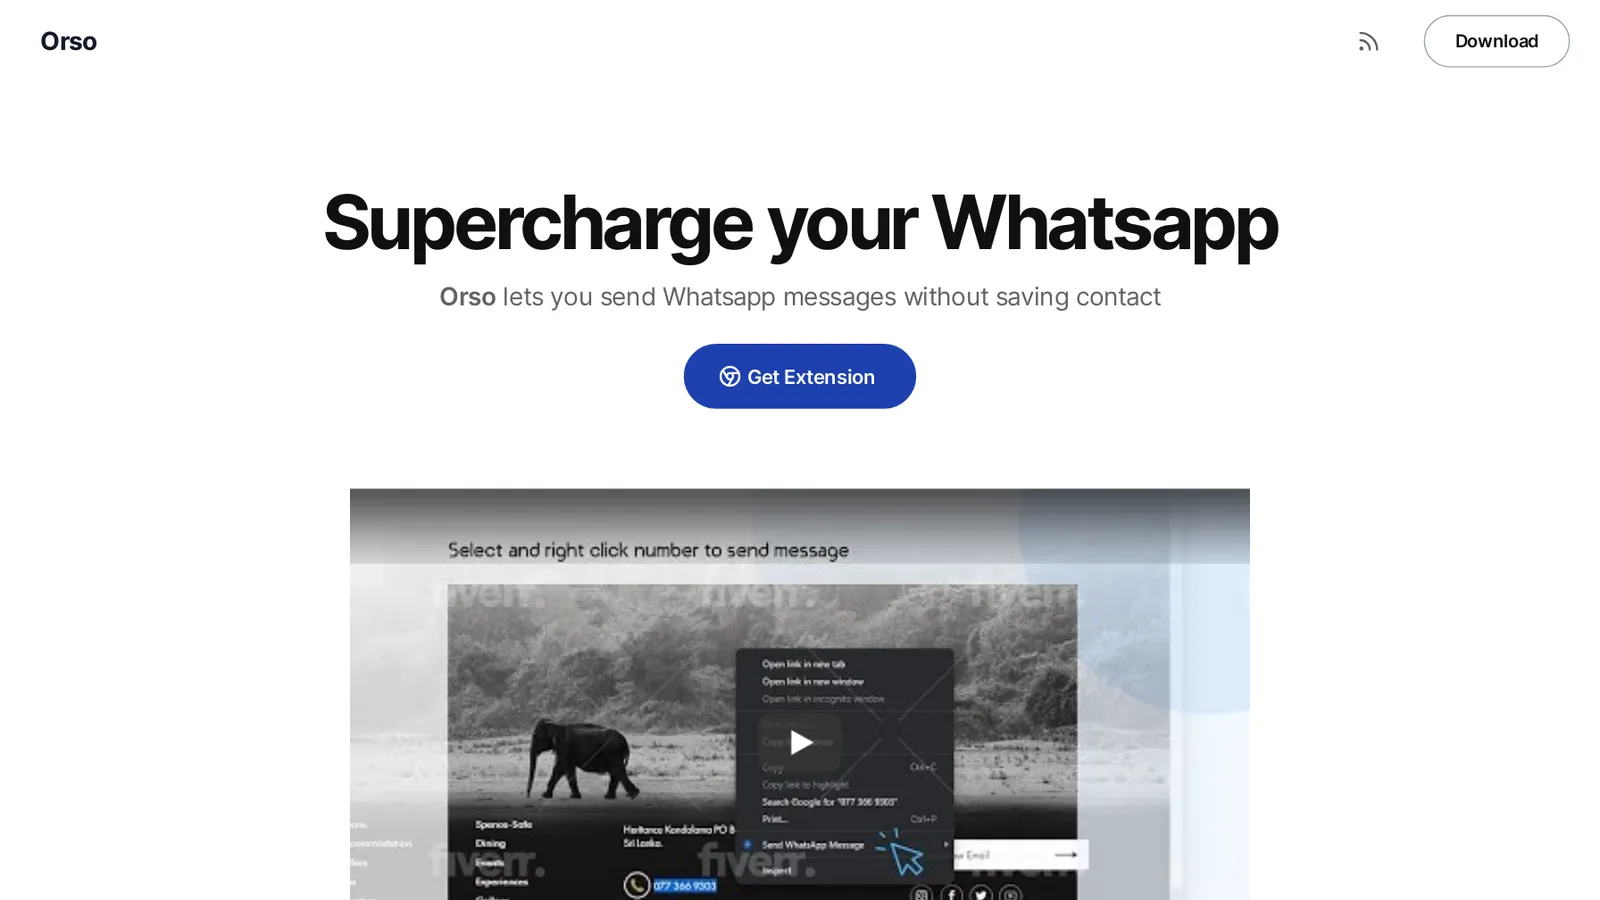 Orso
Download
Supercharge your Whatsapp
Orso lets you send Whatsapp messages without saving contact
Get Extension
Select and right click number to send message
fiverr. fiverr. fiverr.
Open link in new tab
Open link in new window
Open link in incognito window
Copy Ctrl+C
Copy link to highlight
Search Google for "077 366 9303"
Print... Ctrl+P
Send WhatsApp Message
Inspect
Spence-Safe
Dining
Events
Experiences
Heritance Kandalama PO B
Sri Lanka.
077 366 9303
Email
fiverr. fiverr.